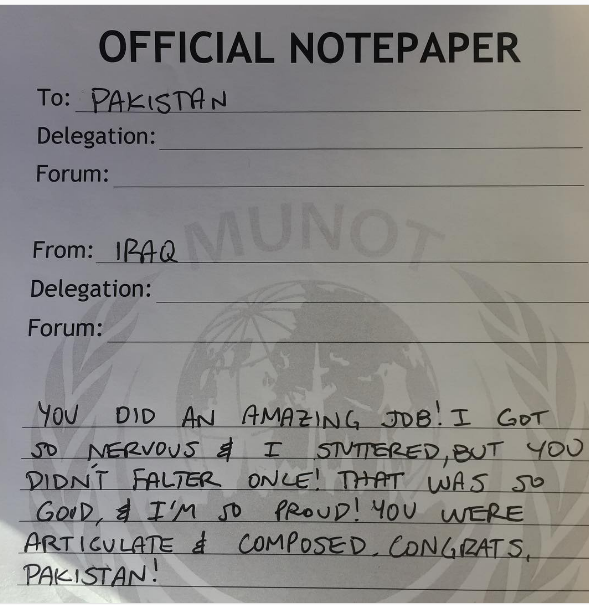 OFFICIAL NOTEPAPER
To: PAKISTAN
Delegation:
Forum:
MUNOT
From: IRAQ
Delegation:
Forum:
YOU DID AN AMAZING JOB! I GOT
SO NERVOUS & I STUTTERED, BUT YOU
DIDN'T FALTER ONCE! THAT WAS SO
GOOD, & I'M SO PROUD! YOU WERE
ARTICULATE & COMPOSED. CONGRATS,
PAKISTAN!